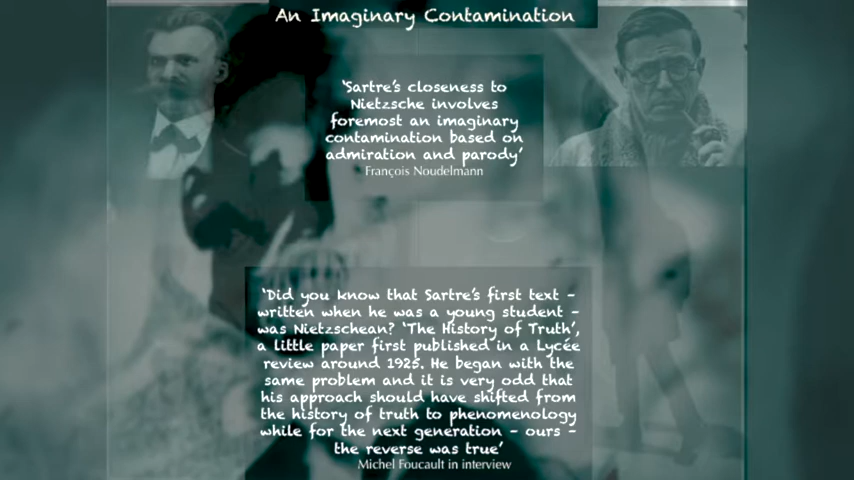 An Imaginary Contamination
‘Sartre’s closeness to
Nietzsche involves
foremost an imaginary
contamination based on
admiration and parody’
François Noudelmann
‘Did you know that Sartre’s first text –
written when he was a young student –
was Nietzschean? ‘The History of Truth’,
a little paper first published in a Lycée
review around 1925. He began with the
same problem and it is very odd that
his approach should have shifted from
the history of truth to phenomenology
while for the next generation – ours –
the reverse was true’
Michel Foucault in interview